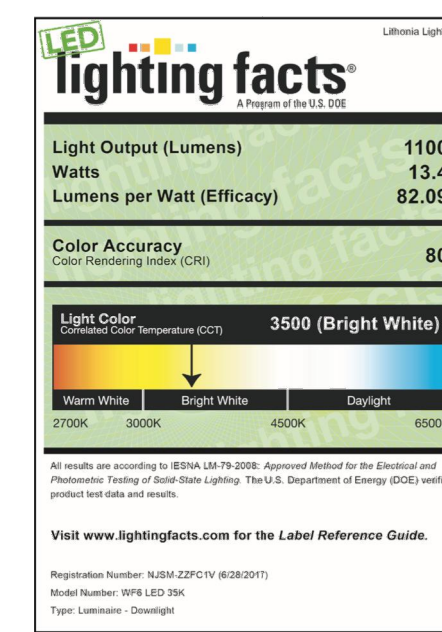 Lithonia Ligh
LED
lighting facts®
A Program of the U.S. DOE
Light Output (Lumens) 1100
Watts 13.4
Lumens per Watt (Efficacy) 82.09
Color Accuracy
Color Rendering Index (CRI) 80
Light Color
Correlated Color Temperature (CCT) 3500 (Bright White)
Warm White Bright White Daylight
2700K 3000K 4500K 6500
All results are according to IESNA LM-79-2008: Approved Method for the Electrical and
Photometric Testing of Solid-State Lighting. The U.S. Department of Energy (DOE) verifi
product test data and results.
Visit www.lightingfacts.com for the Label Reference Guide.
Registration Number: NJSM-ZZFC1V (6/28/2017)
Model Number: WF6 LED 35K
Type: Luminaire - Downlight